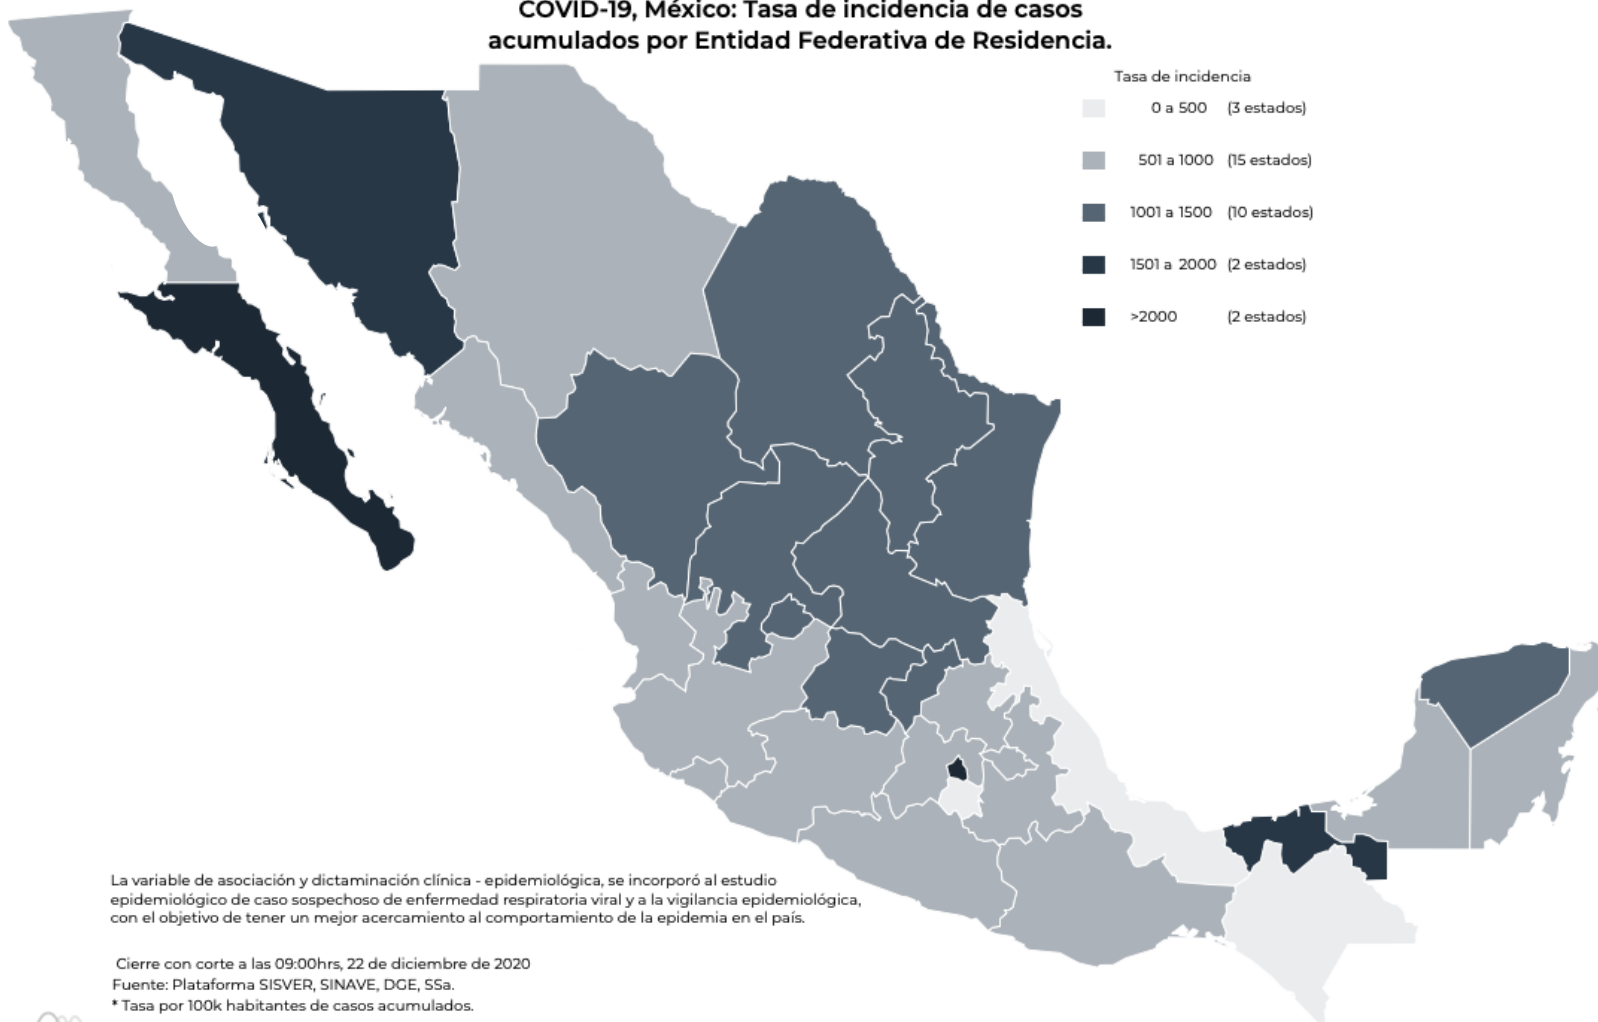 COVID-19, México: Tasa de incidencia de casos
acumulados por Entidad Federativa de Residencia.
Tasa de incidencia
0 a 500 (3 estados)
501 a 1000 (15 estados)
1001 a 1500 (10 estados)
1501 a 2000 (2 estados)
>2000 (2 estados)
La variable de asociación y dictaminación clínica - epidemiológica, se incorporó al estudio
epidemiológico de caso sospechoso de enfermedad respiratoria viral y a la vigilancia epidemiológica,
con el objetivo de tener un mejor acercamiento al comportamiento de la epidemia en el país.
Cierre con corte a las 09:00hrs, 22 de diciembre de 2020
Fuente: Plataforma SISVER, SINAVE, DGE, SSa.
* Tasa por 100k habitantes de casos acumulados.